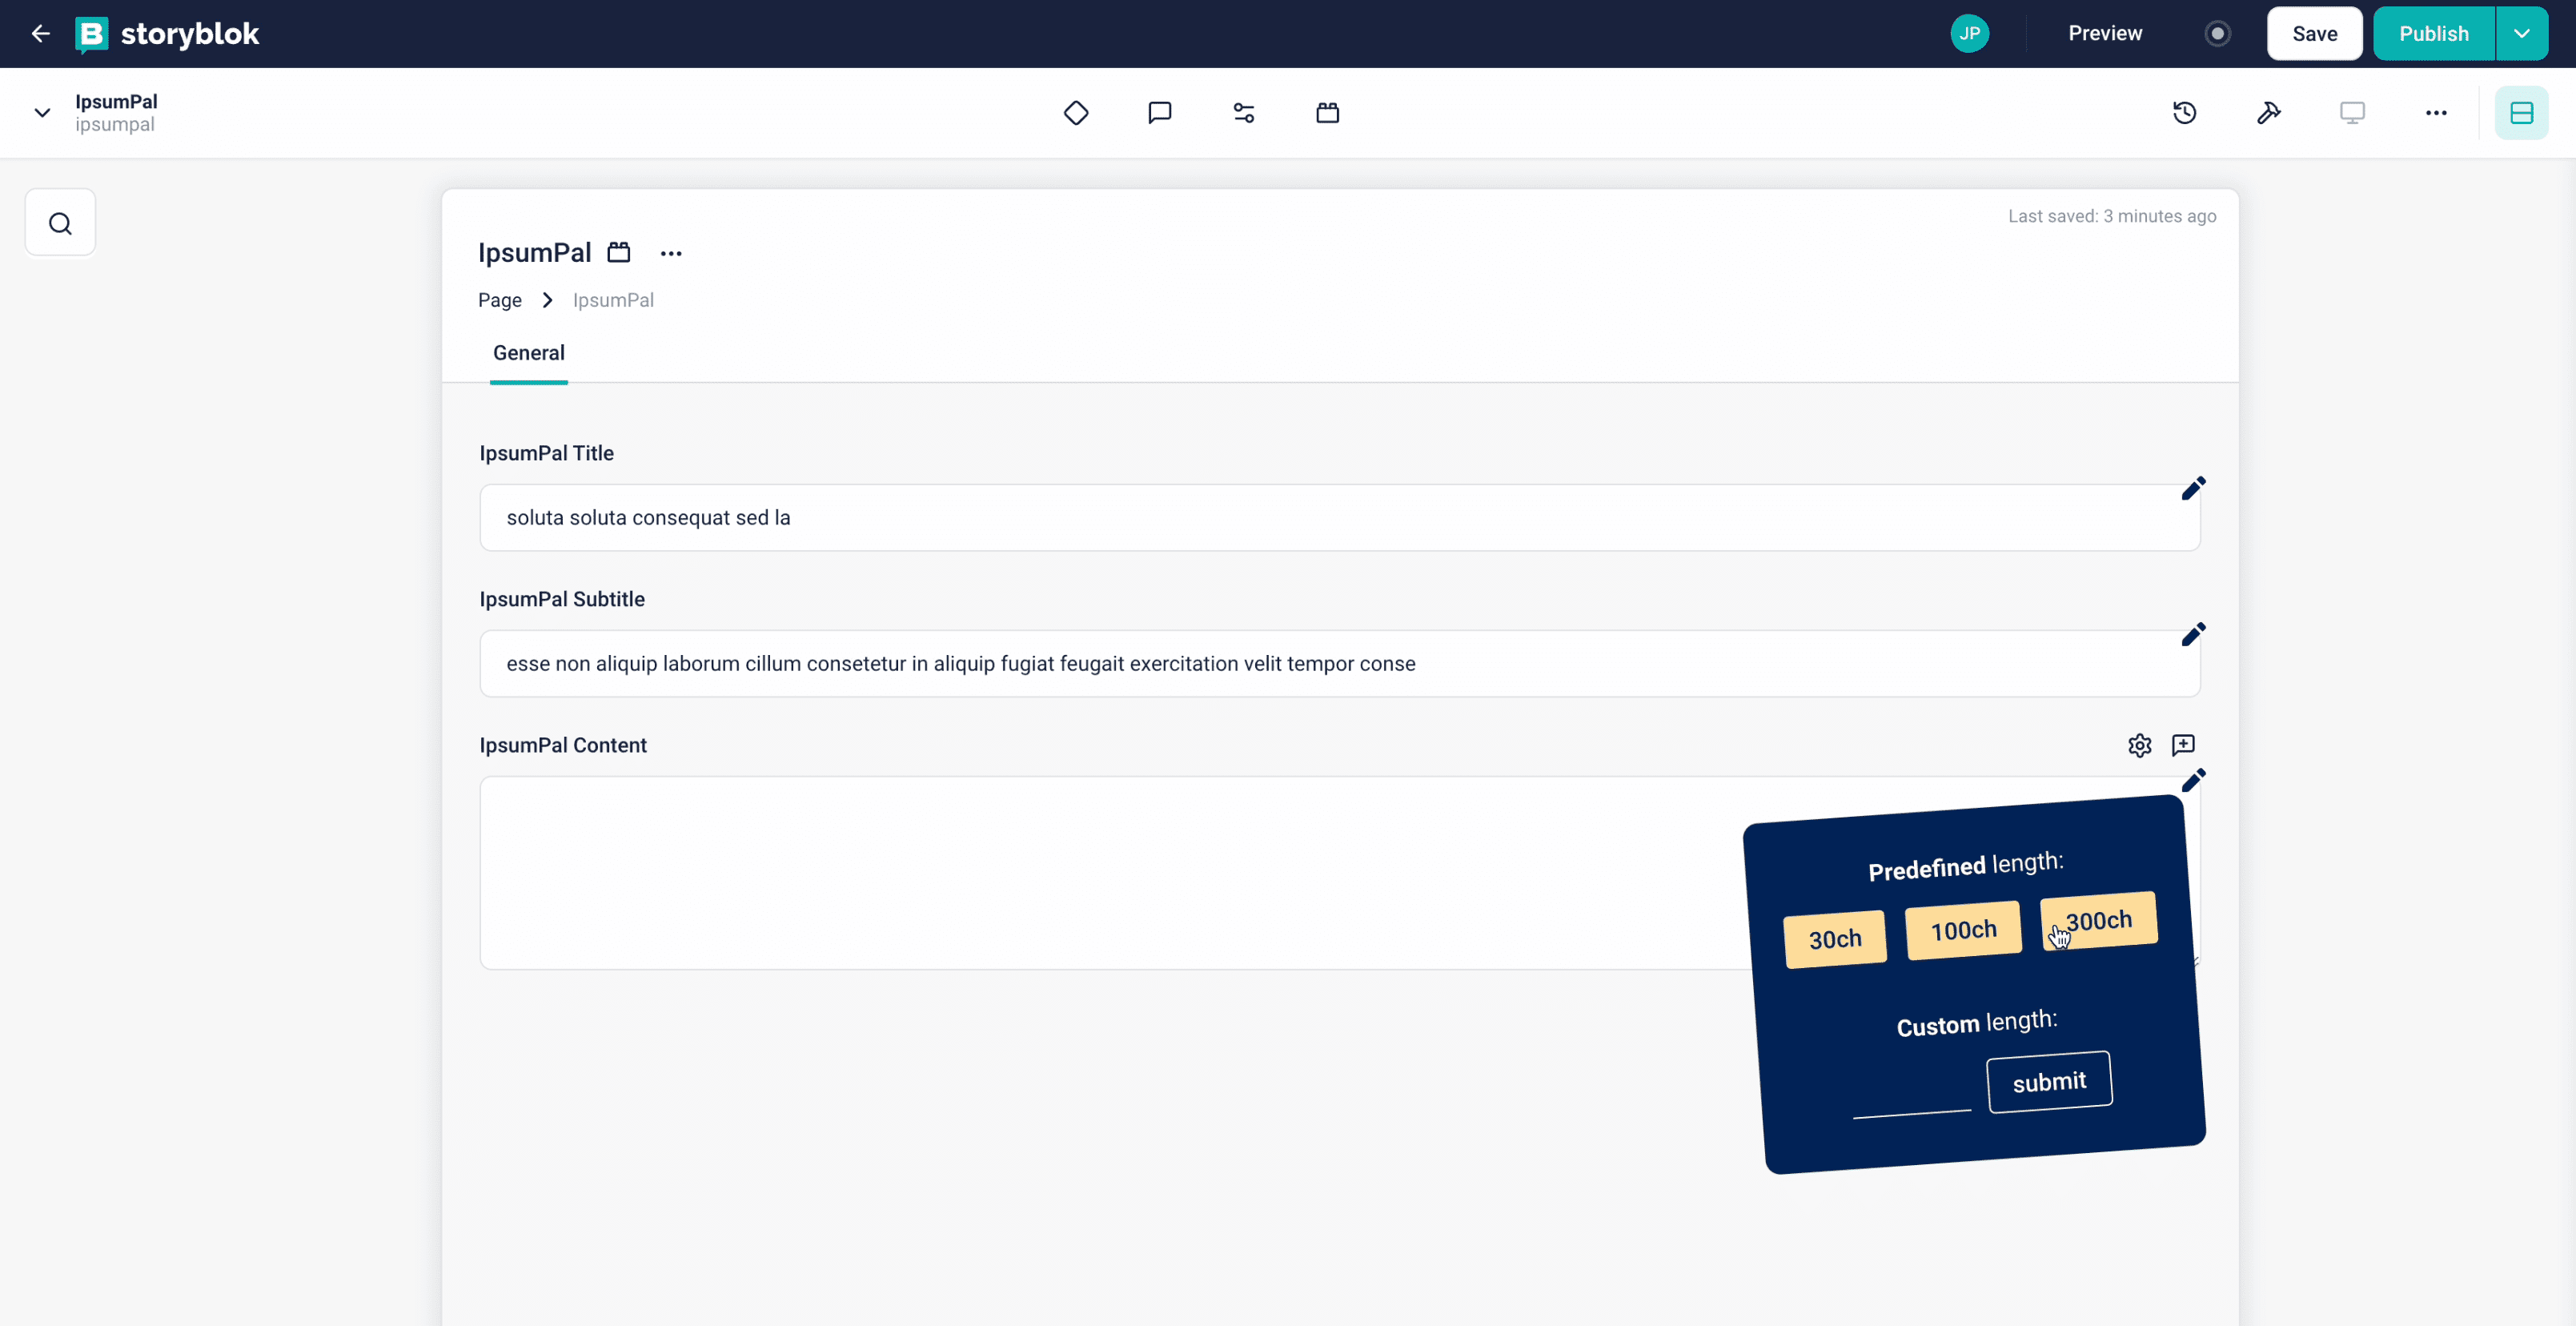 B storyblok
JP
Preview
Save
Publish
IpsumPal
ipsumpal
Last saved: 3 minutes ago
IpsumPal
Page
IpsumPal
General
IpsumPal Title
soluta soluta consequat sed la
IpsumPal Subtitle
esse non aliquip laborum cillum consetetur in aliquip fugiat feugait exercitation velit tempor conse
IpsumPal Content
Predefined length:
30ch
100ch
300ch
Custom length:
submit